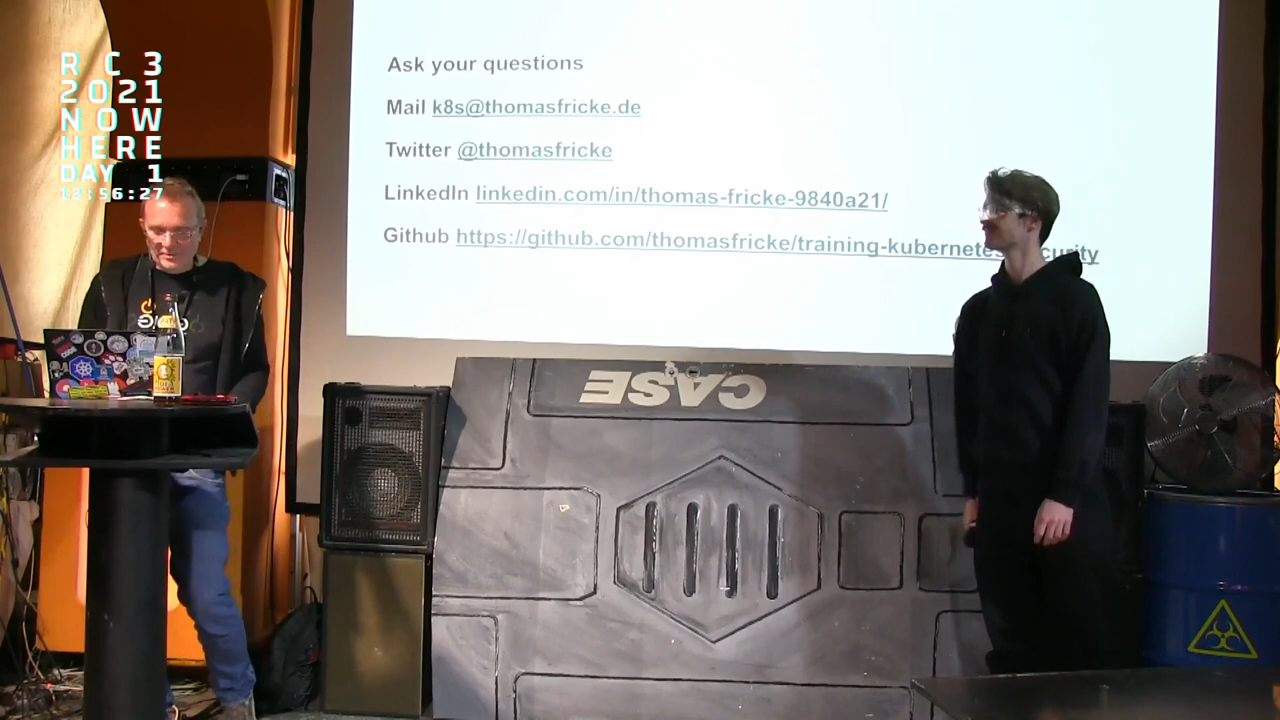 R C 3
2021
NOW
HERE
DAY 1
12:56:27
Ask your questions
Mail k8s@thomasfricke.de
Twitter @thomasfricke
LinkedIn linkedin.com/in/thomas-fricke-9840a21/
Github https://github.com/thomasfricke/training-kubernetes-security
CASE